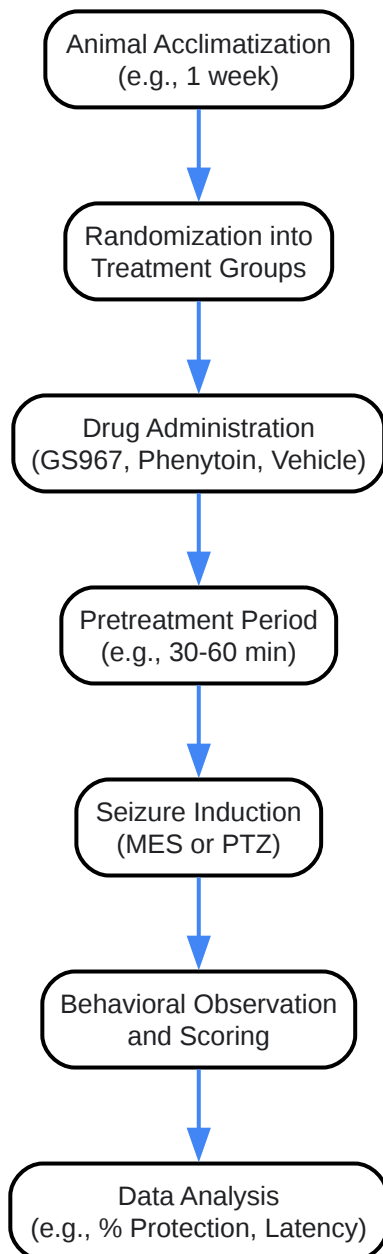 Animal Acclimatization
(e.g., 1 week)
Randomization into
Treatment Groups
Drug Administration
(GS967, Phenytoin, Vehicle)
Pretreatment Period
(e.g., 30-60 min)
Seizure Induction
(MES or PTZ)
Behavioral Observation
and Scoring
Data Analysis
(e.g., % Protection, Latency)